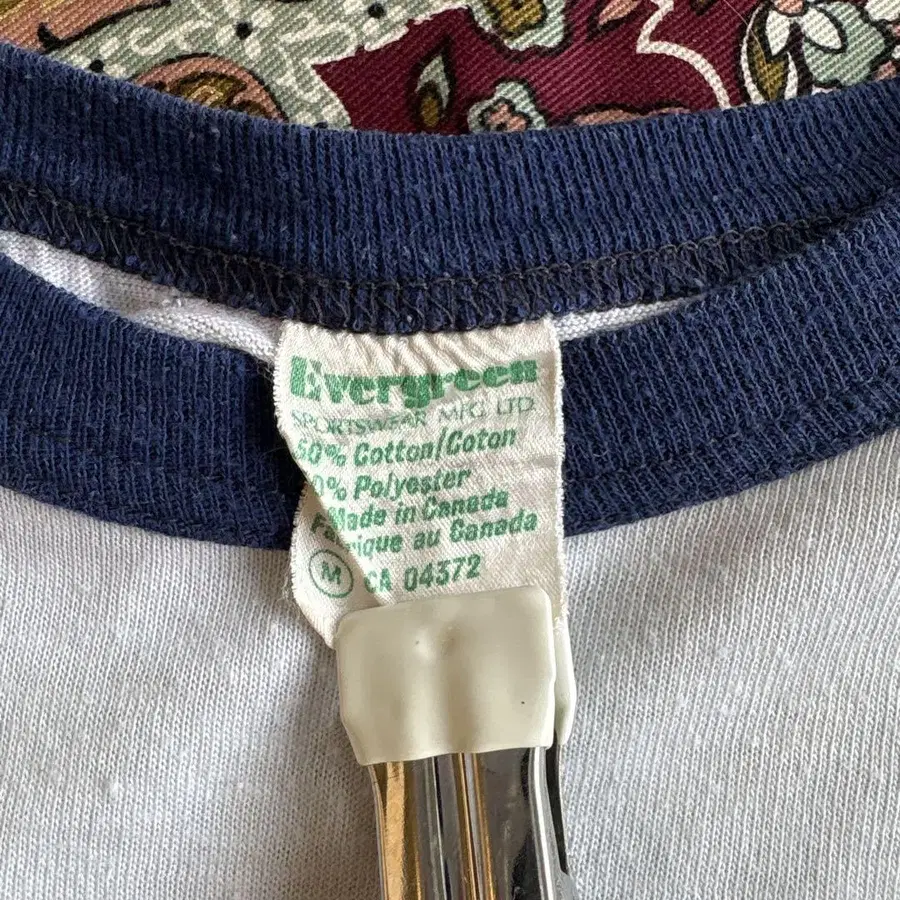 Evergreen
SPORTSWEAR MFG LTD.
50% Cotton/Coton
0% Polyester
Made in Canada
Fabrique au Canada
M CA 04372